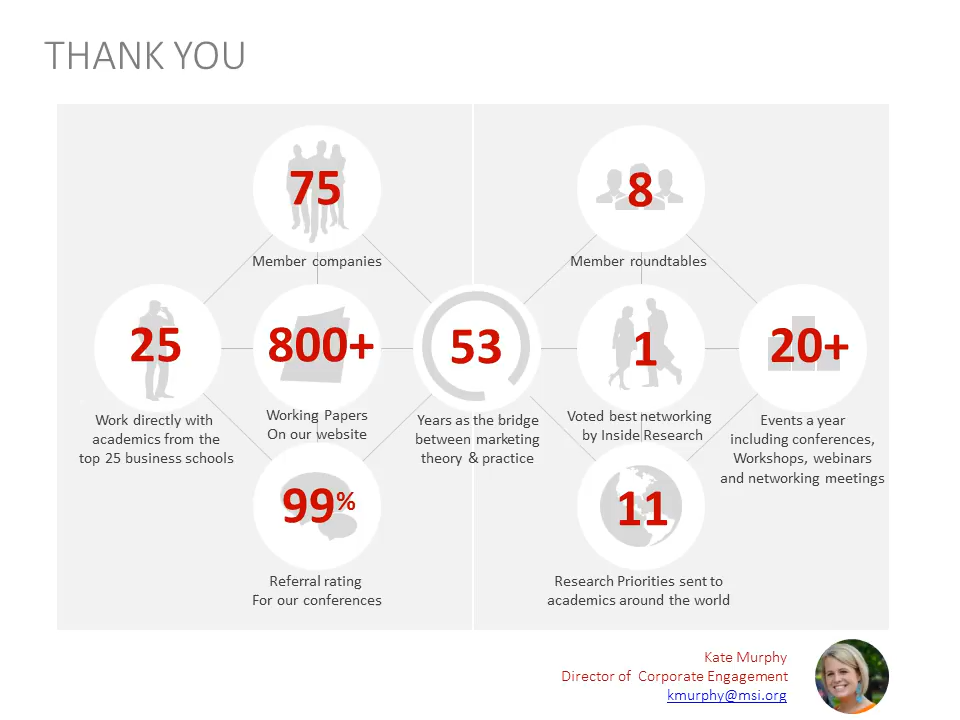 THANK YOU
75
Member companies
8
Member roundtables
25
Work directly with
academics from the
top 25 business schools
800+
Working Papers
On our website
53
Years as the bridge
between marketing
theory & practice
1
Voted best networking
by Inside Research
20+
Events a year
including conferences,
Workshops, webinars
and networking meetings
99%
Referral rating
For our conferences
11
Research Priorities sent to
academics around the world
Kate Murphy
Director of Corporate Engagement
kmurphy@msi.org